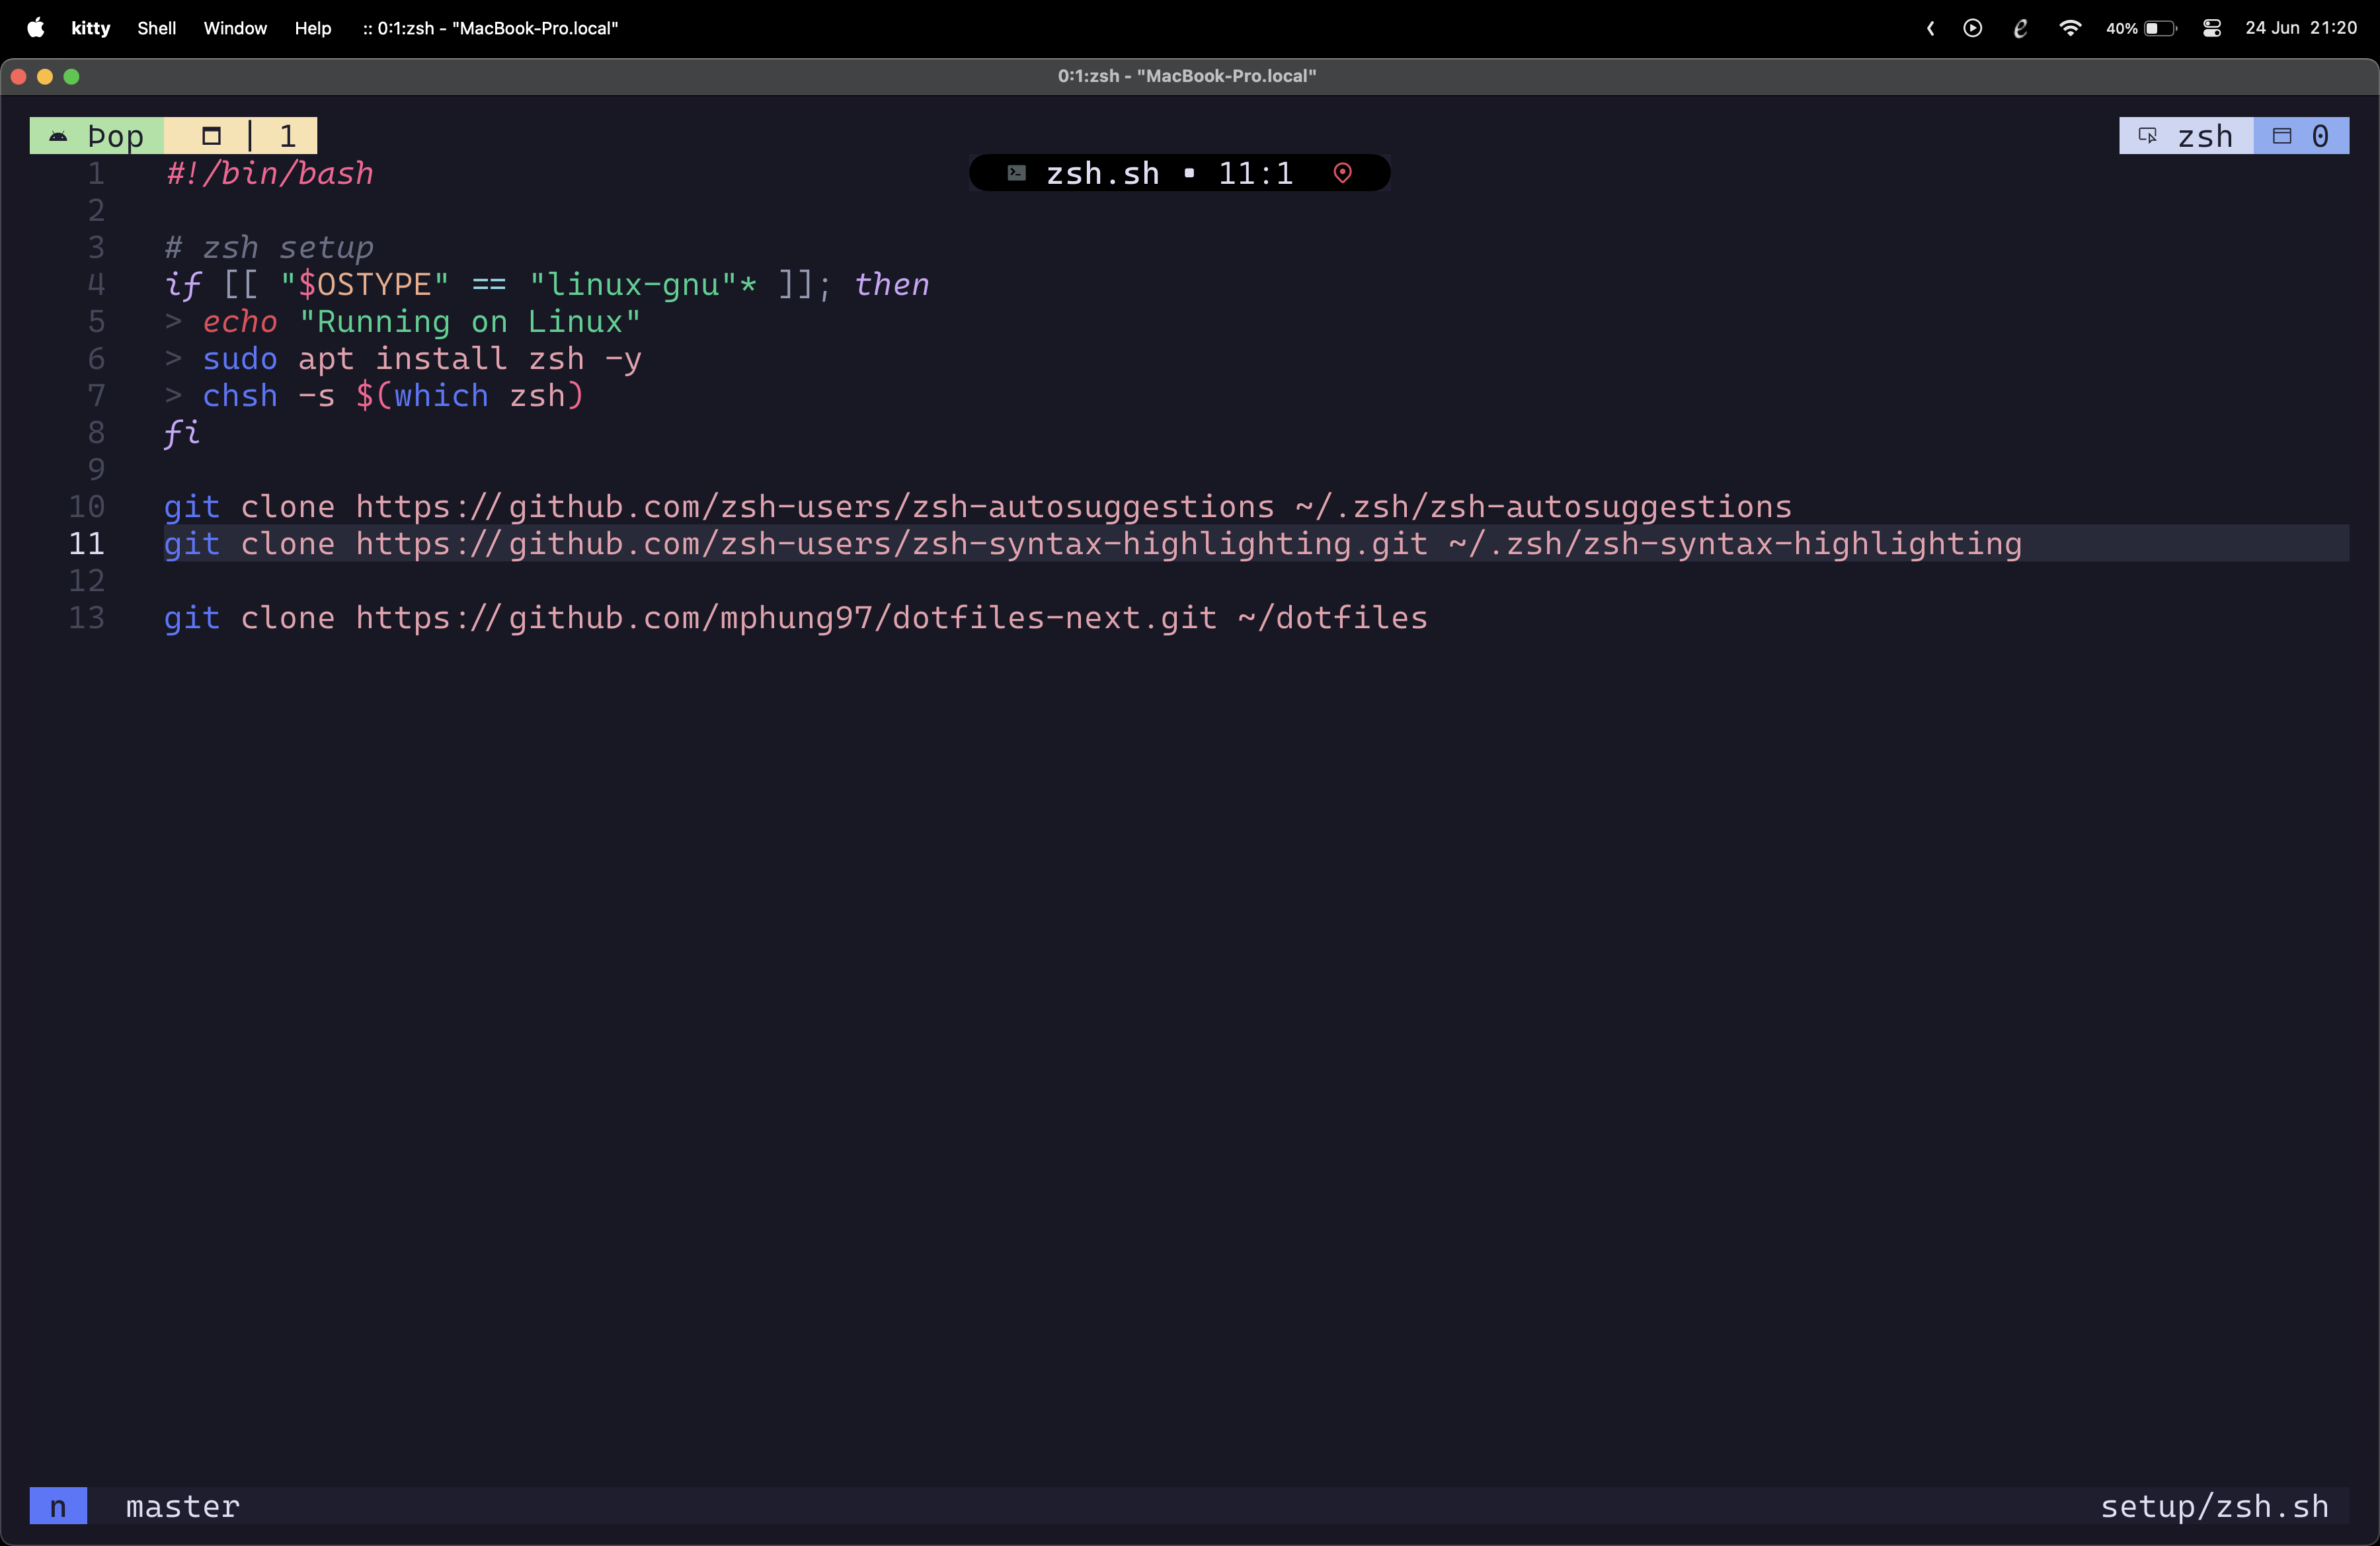 kitty Shell Window Help :: 0:1:zsh - "MacBook-Pro.local" 40% 24 Jun 21:20
0:1:zsh - "MacBook-Pro.local"
Þop | 1 zsh 0
1 #!/bin/bash
zsh.sh 11:1
2
3 # zsh setup
4 if [[ "$OSTYPE" == "linux-gnu"* ]]; then
5 > echo "Running on Linux"
6 > sudo apt install zsh -y
7 > chsh -s $(which zsh)
8 fi
9
10 git clone https://github.com/zsh-users/zsh-autosuggestions ~/.zsh/zsh-autosuggestions
11 git clone https://github.com/zsh-users/zsh-syntax-highlighting.git ~/.zsh/zsh-syntax-highlighting
12
13 git clone https://github.com/mphung97/dotfiles-next.git ~/dotfiles
n master setup/zsh.sh